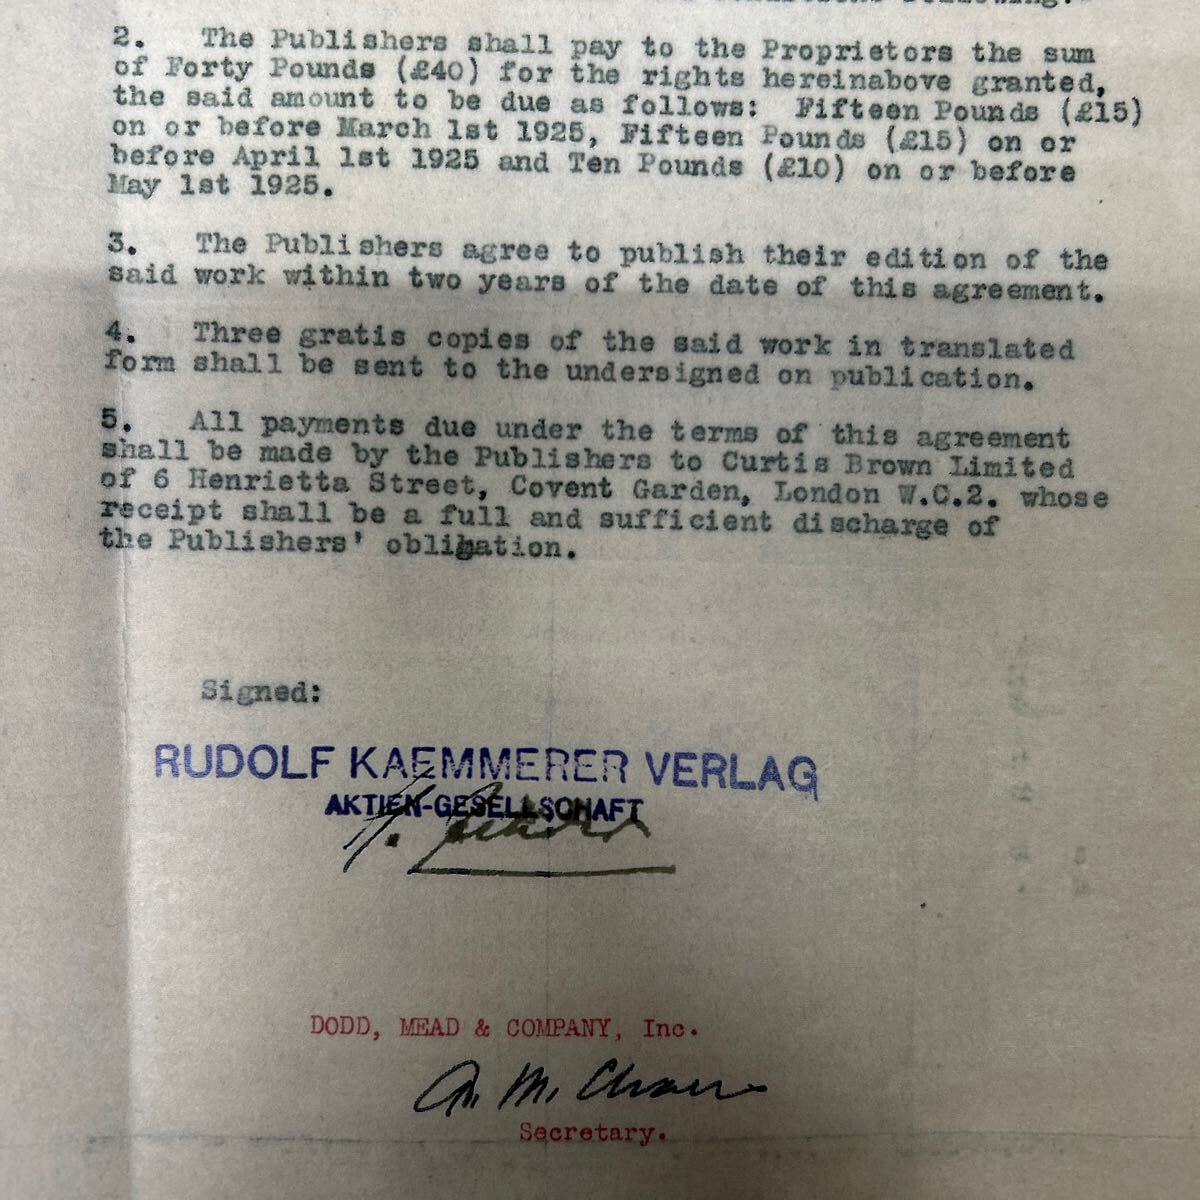 following:-
2. The Publishers shall pay to the Proprietors the sum
of Forty Pounds (£40) for the rights hereinabove granted,
the said amount to be due as follows: Fifteen Pounds (£15)
on or before March 1st 1925, Fifteen Pounds (£15) on or
before April 1st 1925 and Ten Pounds (£10) on or before
May 1st 1925.
3. The Publishers agree to publish their edition of the
said work within two years of the date of this agreement.
4. Three gratis copies of the said work in translated
form shall be sent to the undersigned on publication.
5. All payments due under the terms of this agreement
shall be made by the Publishers to Curtis Brown Limited
of 6 Henrietta Street, Covent Garden, London W.C.2. whose
receipt shall be a full and sufficient discharge of
the Publishers' obligation.
Signed:
RUDOLF KAEMMERER VERLAG
AKTIEN-GESELLSCHAFT
DODD, MEAD & COMPANY, Inc.
Secretary.